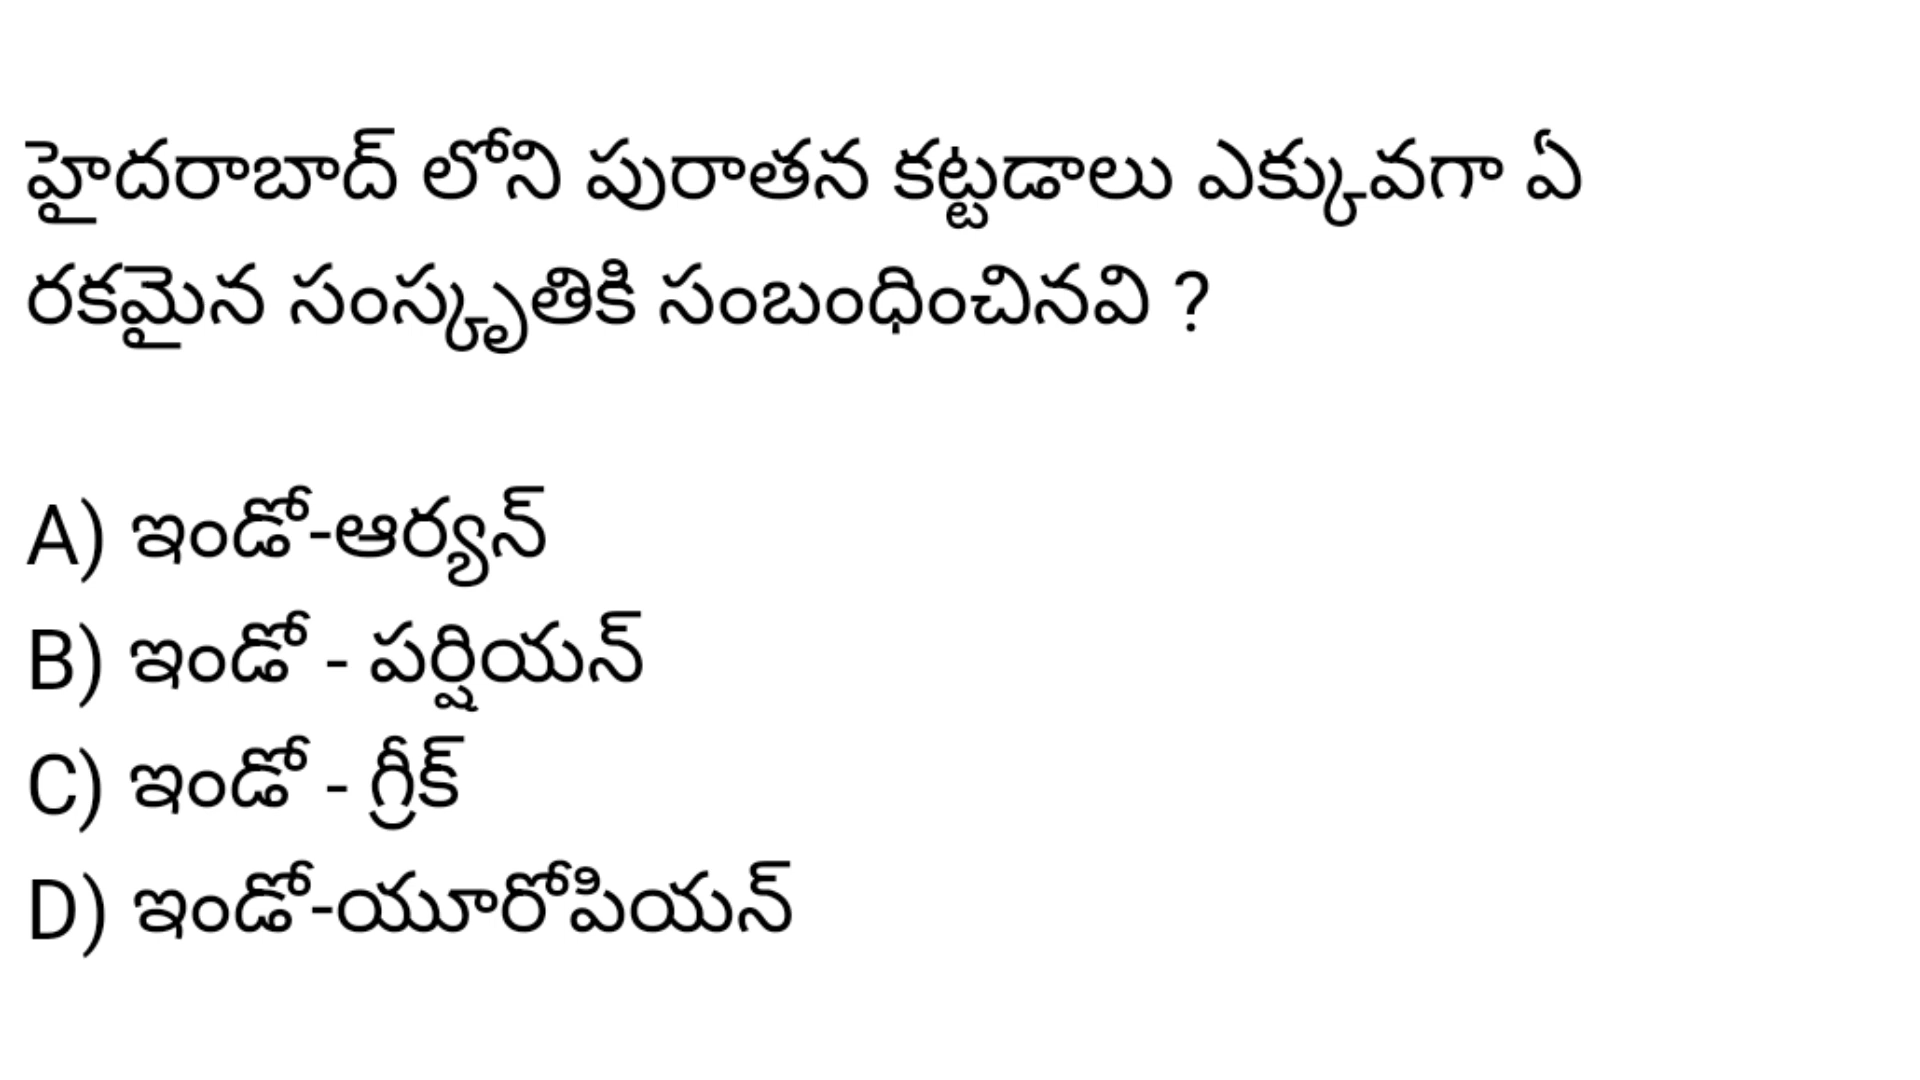 హైదరాబాద్ లోని పురాతన కట్టడాలు ఎక్కువగా ఏ
రకమైన సంస్కృతికి సంబంధించినవి ?
A) ఇండో-ఆర్యన్
B) ఇండో - పర్షియన్
C) ఇండో - గ్రీక్
D) ఇండో-యూరోపియన్